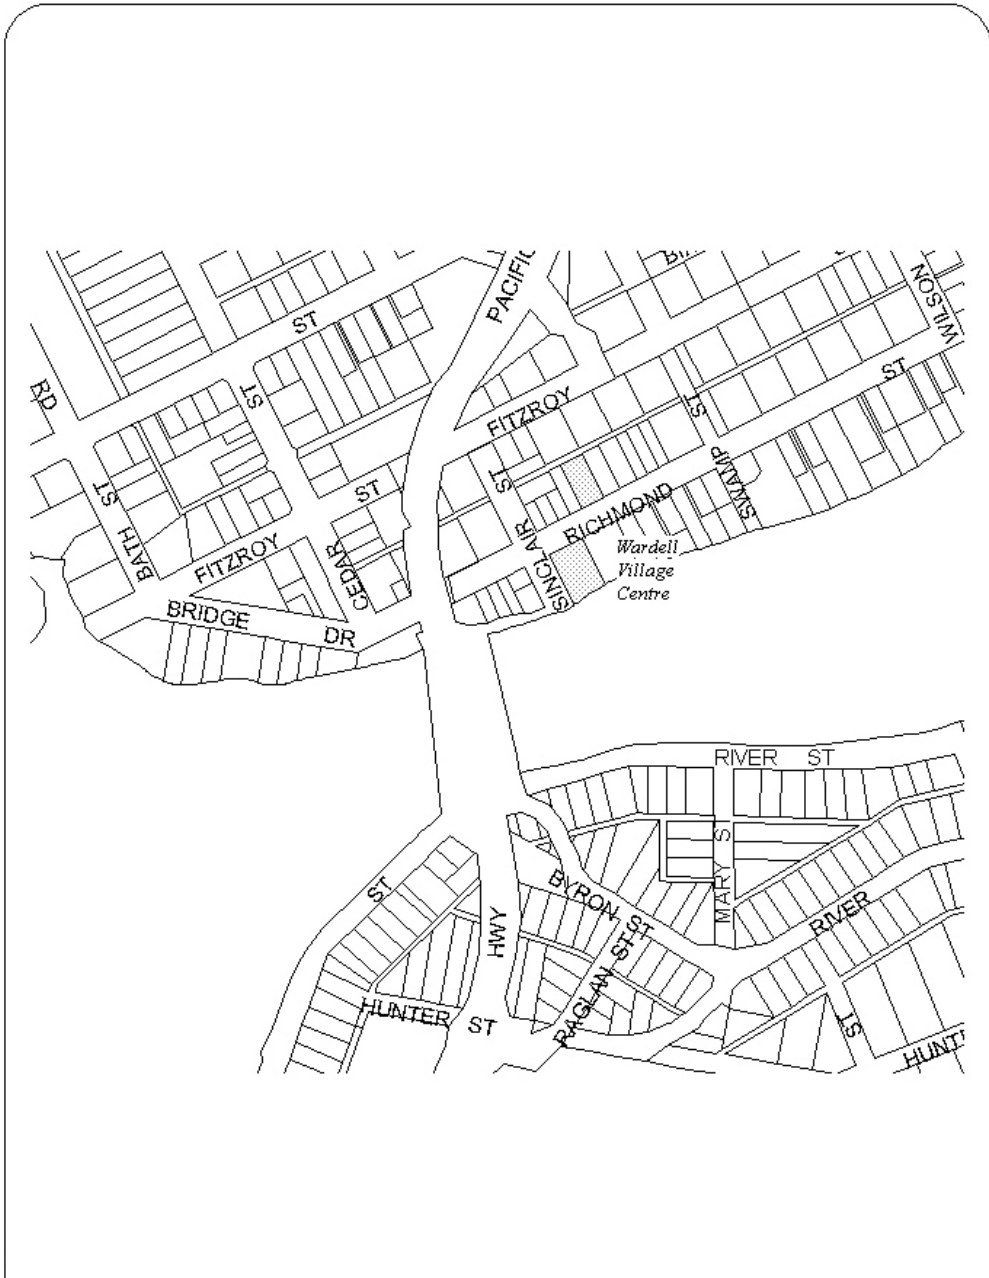 PACIFIC
WILSON
ST
ST
RD
ST
ST
FITZROY
ST
ST
ST
ST
SWAMP
BATH
RICHMOND
SINCLAIR
FITZROY
CEDAR
Wardell
Village
Centre
BRIDGE
DR
RIVER ST
MARY S
ST
BYRON ST
RIVER
HWY
RAGLAN ST
HUNTER ST
ST
HUNT